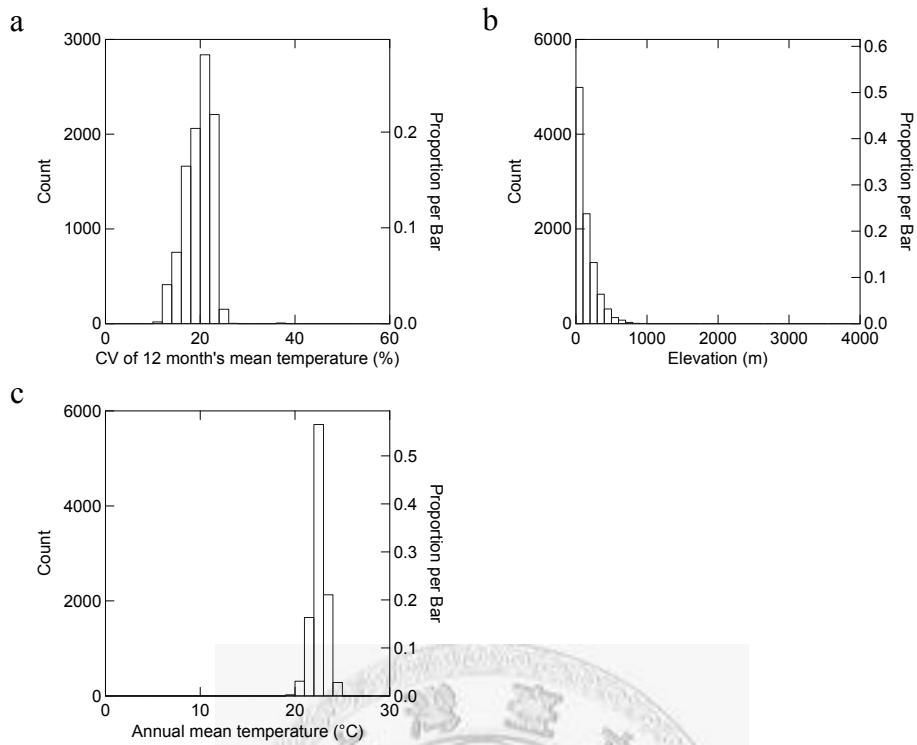 a
3000
2000
1000
0
Count
0.2
0.1
0.0
Proportion per Bar
0 20 40 60
CV of 12 month's mean temperature (%)
b
6000
4000
2000
0
Count
0.6
0.5
0.4
0.3
0.2
0.1
0.0
Proportion per Bar
0 1000 2000 3000 4000
Elevation (m)
c
6000
4000
2000
0
Count
0.5
0.4
0.3
0.2
0.1
0.0
Proportion per Bar
0 10 20 30
Annual mean temperature (°C)